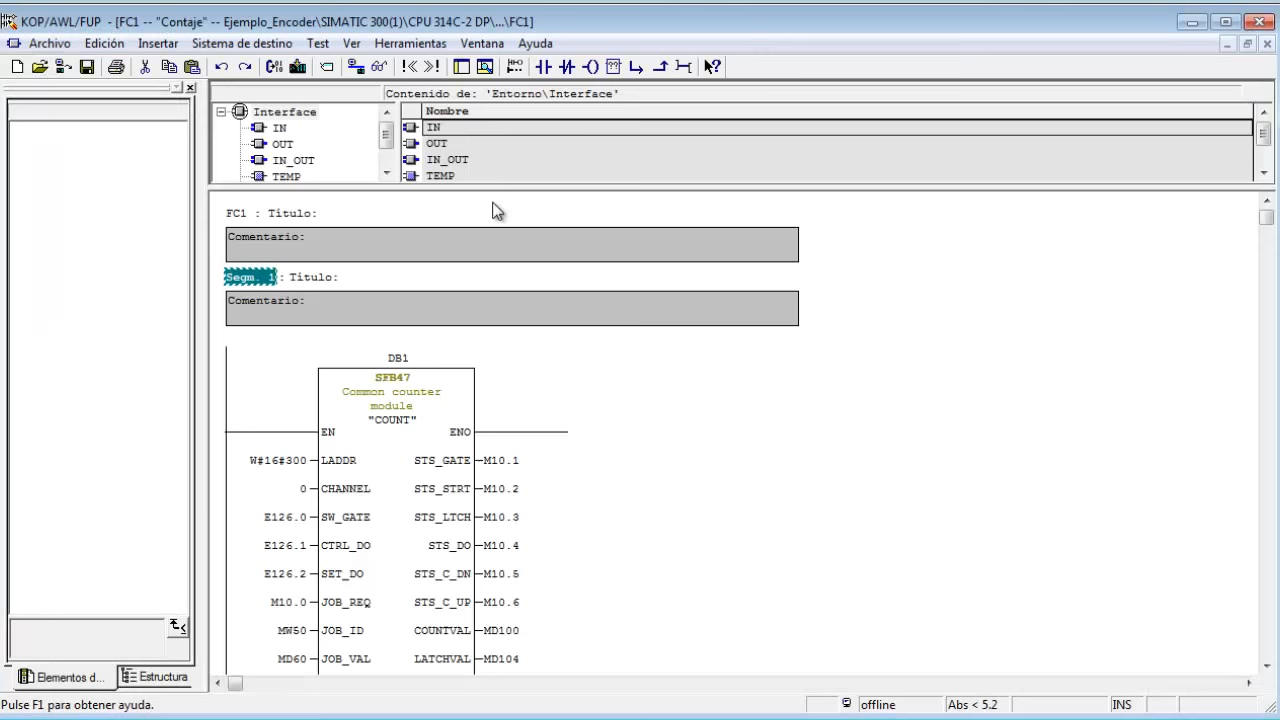 KOP/AWL/FUP - [FC1 -- "Contaje" -- Ejemplo_Encoder\SIMATIC 300(1)\CPU 314C-2 DP\...\FC1]
Archivo Edición Insertar Sistema de destino Test Ver Herramientas Ventana Ayuda
Contenido de: 'Entorno\Interface'
Interface
IN
OUT
IN_OUT
TEMP
Nombre
IN
OUT
IN_OUT
TEMP
FC1 : Título:
Comentario:
Segm. 1: Título:
Comentario:
DB1
SFB47
Common counter
module
"COUNT"
EN ENO
W#16#300 LADDR STS_GATE M10.1
0 CHANNEL STS_STRT M10.2
E126.0 SW_GATE STS_LTCH M10.3
E126.1 CTRL_DO STS_DO M10.4
E126.2 SET_DO STS_C_DN M10.5
M10.0 JOB_REQ STS_C_UP M10.6
MW50 JOB_ID COUNTVAL MD100
MD60 JOB_VAL LATCHVAL MD104
Elementos d... Estructura
Pulse F1 para obtener ayuda. offline Abs < 5.2 INS